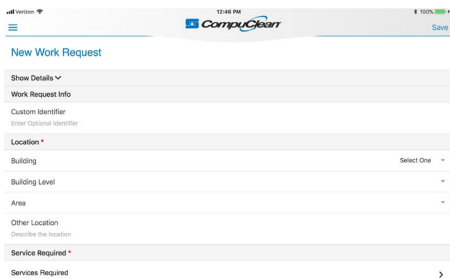 Verizon
12:46 PM
100%
CompuClean
Save
New Work Request
Show Details
Work Request Info
Custom Identifier
Enter Optional Identifier
Location *
Building Select One
Building Level
Area
Other Location
Describe the location
Service Required *
Services Required